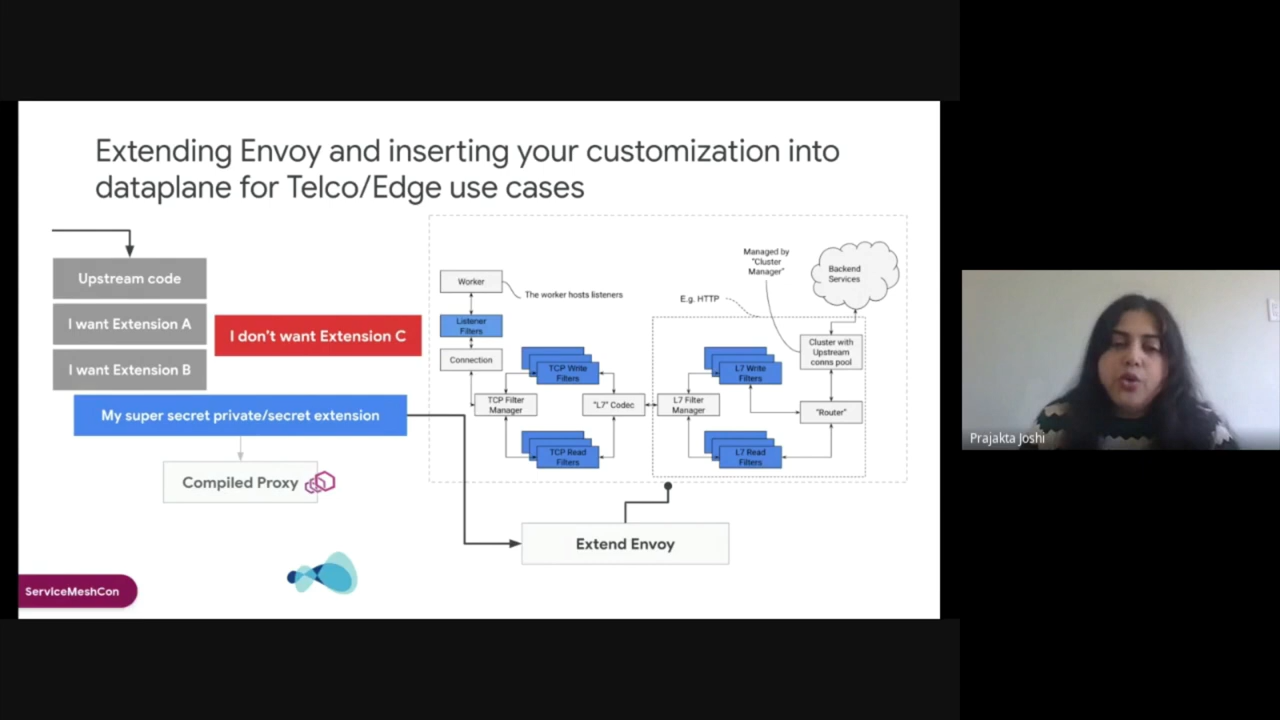 Extending Envoy and inserting your customization into
dataplane for Telco/Edge use cases
Upstream code
I want Extension A
I want Extension B
I don't want Extension C
My super secret private/secret extension
Compiled Proxy
Worker
The worker hosts listeners
Listener
Filters
Connection
TCP Write
Filters
TCP Filter
Manager
"L7" Codec
TCP Read
Filters
E.g. HTTP
Managed by
"Cluster
Manager"
Backend
Services
Cluster with
Upstream
conns pool
L7 Write
Filters
L7 Filter
Manager
"Router"
L7 Read
Filters
Extend Envoy
ServiceMeshCon
Prajakta Joshi